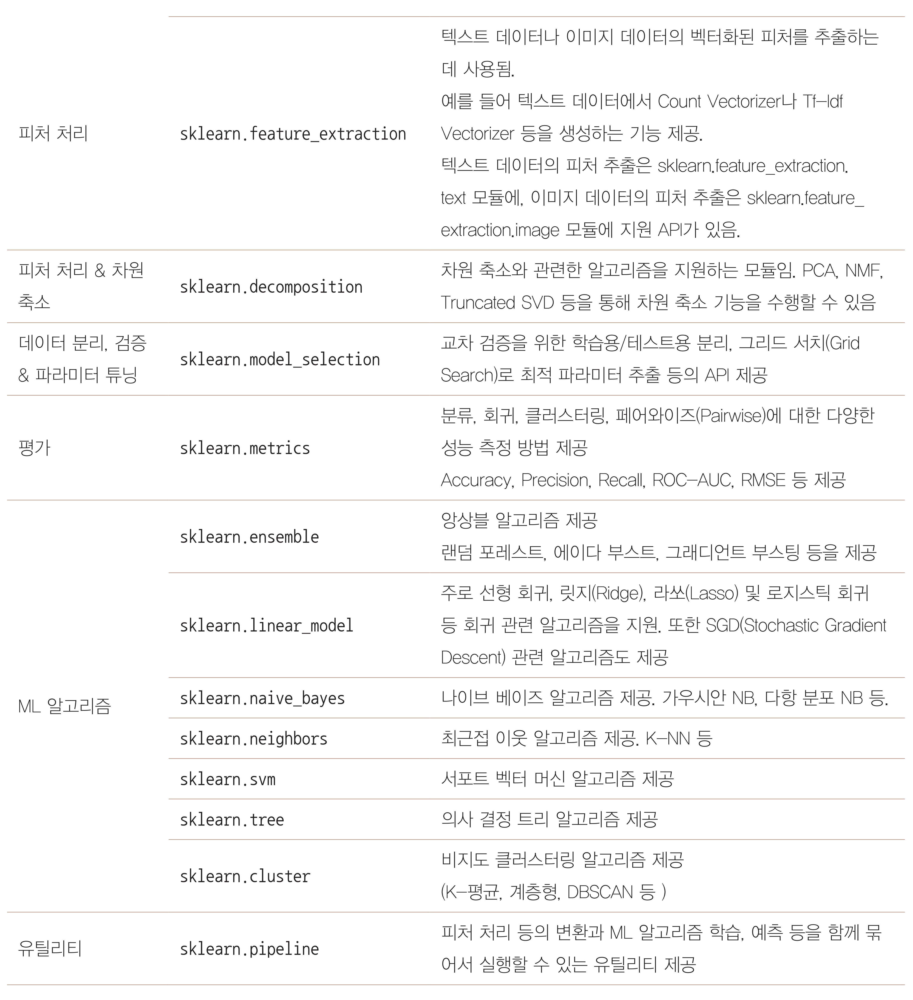 피처 처리
sklearn.feature_extraction
텍스트 데이터나 이미지 데이터의 벡터화된 피처를 추출하는
데 사용됨.
예를 들어 텍스트 데이터에서 Count Vectorizer나 Tf-Idf
Vectorizer 등을 생성하는 기능 제공.
텍스트 데이터의 피처 추출은 sklearn.feature_extraction.
text 모듈에, 이미지 데이터의 피처 추출은 sklearn.feature_
extraction.image 모듈에 지원 API가 있음.
피처 처리 & 차원
축소
sklearn.decomposition
차원 축소와 관련한 알고리즘을 지원하는 모듈임. PCA, NMF,
Truncated SVD 등을 통해 차원 축소 기능을 수행할 수 있음
데이터 분리, 검증
& 파라미터 튜닝
sklearn.model_selection
교차 검증을 위한 학습용/테스트용 분리, 그리드 서치(Grid
Search)로 최적 파라미터 추출 등의 API 제공
평가
sklearn.metrics
분류, 회귀, 클러스터링, 페어와이즈(Pairwise)에 대한 다양한
성능 측정 방법 제공
Accuracy, Precision, Recall, ROC-AUC, RMSE 등 제공
ML 알고리즘
sklearn.ensemble
앙상블 알고리즘 제공
랜덤 포레스트, 에이다 부스트, 그래디언트 부스팅 등을 제공
sklearn.linear_model
주로 선형 회귀, 릿지(Ridge), 라쏘(Lasso) 및 로지스틱 회귀
등 회귀 관련 알고리즘을 지원. 또한 SGD(Stochastic Gradient
Descent) 관련 알고리즘도 제공
sklearn.naive_bayes
나이브 베이즈 알고리즘 제공. 가우시안 NB, 다항 분포 NB 등.
sklearn.neighbors
최근접 이웃 알고리즘 제공. K-NN 등
sklearn.svm
서포트 벡터 머신 알고리즘 제공
sklearn.tree
의사 결정 트리 알고리즘 제공
sklearn.cluster
비지도 클러스터링 알고리즘 제공
(K-평균, 계층형, DBSCAN 등 )
유틸리티
sklearn.pipeline
피처 처리 등의 변환과 ML 알고리즘 학습, 예측 등을 함께 묶
어서 실행할 수 있는 유틸리티 제공